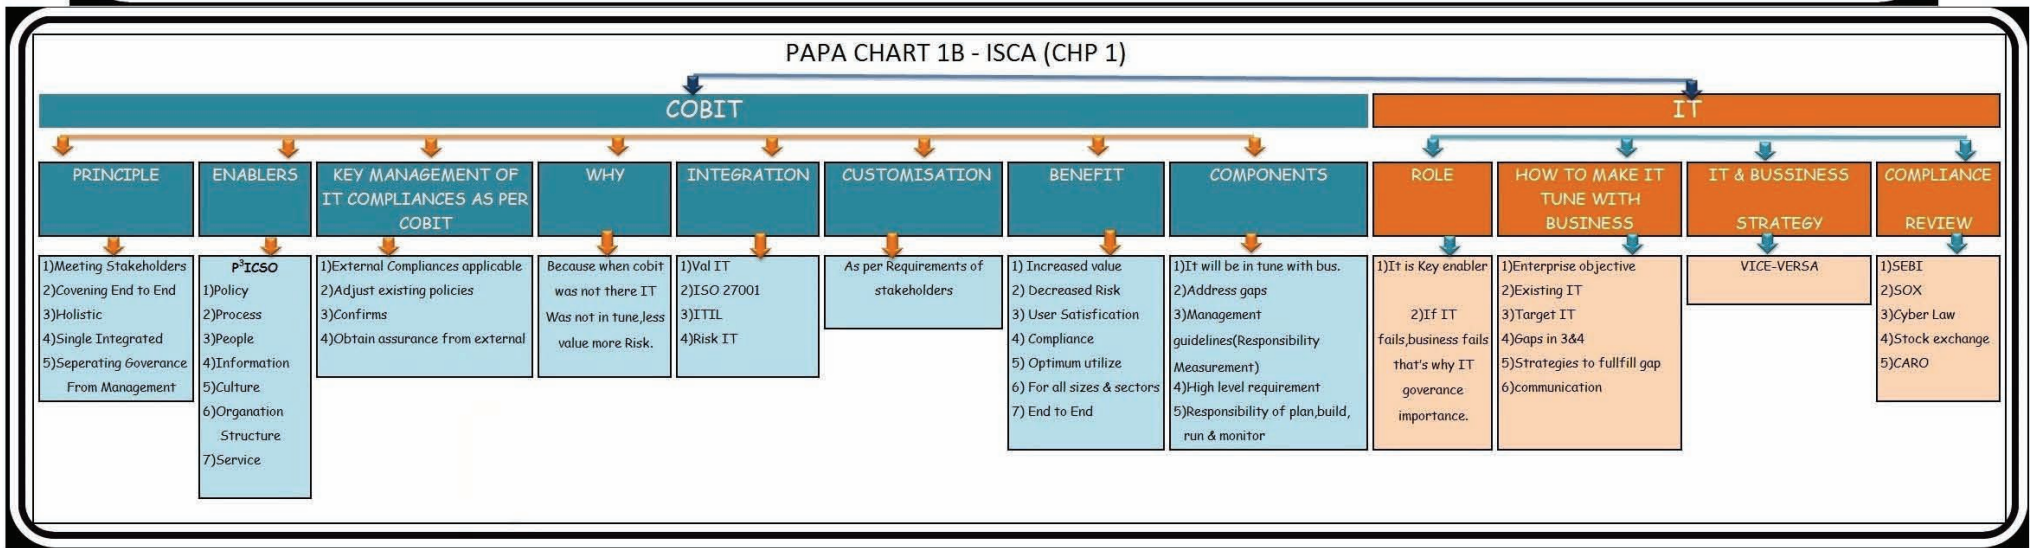 PAPA CHART 1B - ISCA (CHP 1)
COBIT
IT
PRINCIPLE
1)Meeting Stakeholders
2)Covening End to End
3)Holistic
4)Single Integrated
5)Seperating Goverance
From Management
ENABLERS
P³ICSO
1)Policy
2)Process
3)People
4)Information
5)Culture
6)Organation
Structure
7)Service
KEY MANAGEMENT OF
IT COMPLIANCES AS PER
COBIT
1)External Compliances applicable
2)Adjust existing policies
3)Confirms
4)Obtain assurance from external
WHY
Because when cobit
was not there IT
Was not in tune,less
value more Risk.
INTEGRATION
1)Val IT
2)ISO 27001
3)ITIL
4)Risk IT
CUSTOMISATION
As per Requirements of
stakeholders
BENEFIT
1) Increased value
2) Decreased Risk
3) User Satisfication
4) Compliance
5) Optimum utilize
6) For all sizes & sectors
7) End to End
COMPONENTS
1)It will be in tune with bus.
2)Address gaps
3)Management
guidelines(Responsibility
Measurement)
4)High level requirement
5)Responsibility of plan,build,
run & monitor
ROLE
1)It is Key enabler
2)If IT
fails,business fails
that's why IT
goverance
importance.
HOW TO MAKE IT
TUNE WITH
BUSINESS
1)Enterprise objective
2)Existing IT
3)Target IT
4)Gaps in 3&4
5)Strategies to fullfill gap
6)communication
IT & BUSSINESS
STRATEGY
VICE-VERSA
COMPLIANCE
REVIEW
1)SEBI
2)SOX
3)Cyber Law
4)Stock exchange
5)CARO